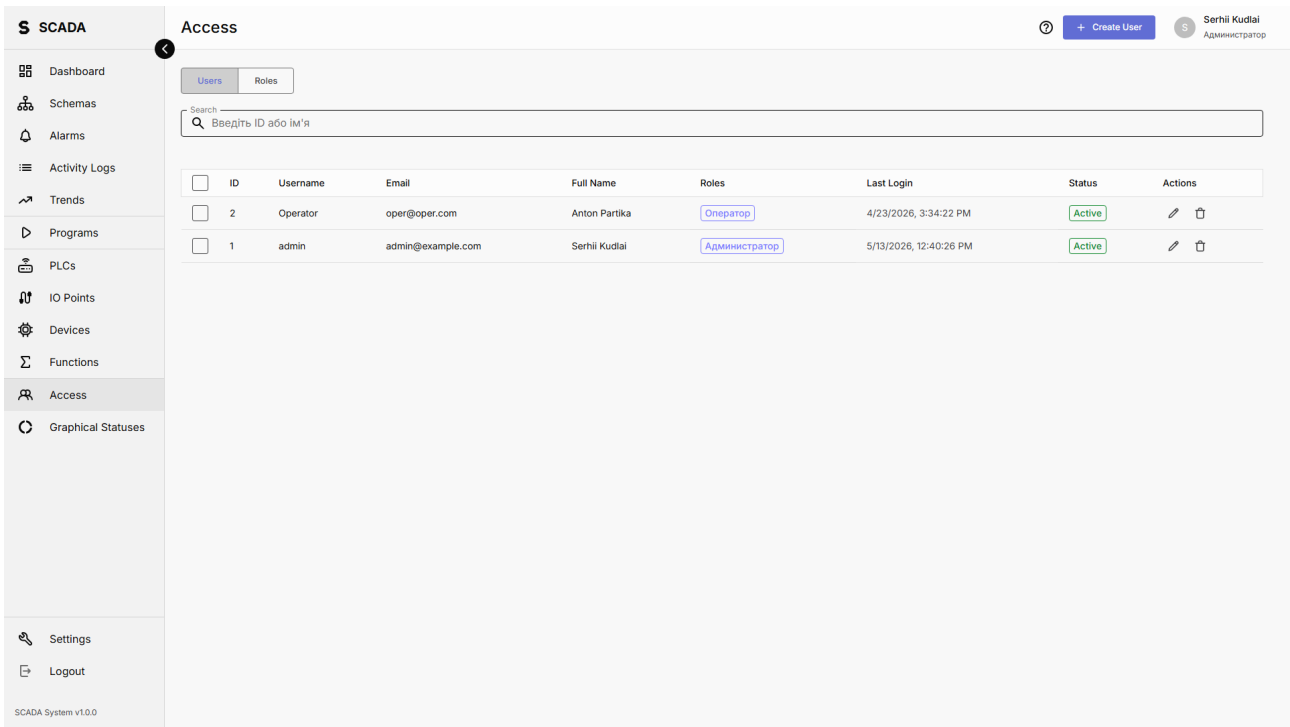 S SCADA
Access
+ Create User
S
Serhii Kudlai
Администратор
Dashboard
Schemas
Alarms
Activity Logs
Trends
Programs
PLCs
IO Points
Devices
Functions
Access
Graphical Statuses
Settings
Logout
SCADA System v1.0.0
Users Roles
Search
Введіть ID або ім'я
ID Username Email Full Name Roles Last Login Status Actions
2 Operator oper@oper.com Anton Partika Оператор 4/23/2026, 3:34:22 PM Active
1 admin admin@example.com Serhii Kudlai Администратор 5/13/2026, 12:40:26 PM Active